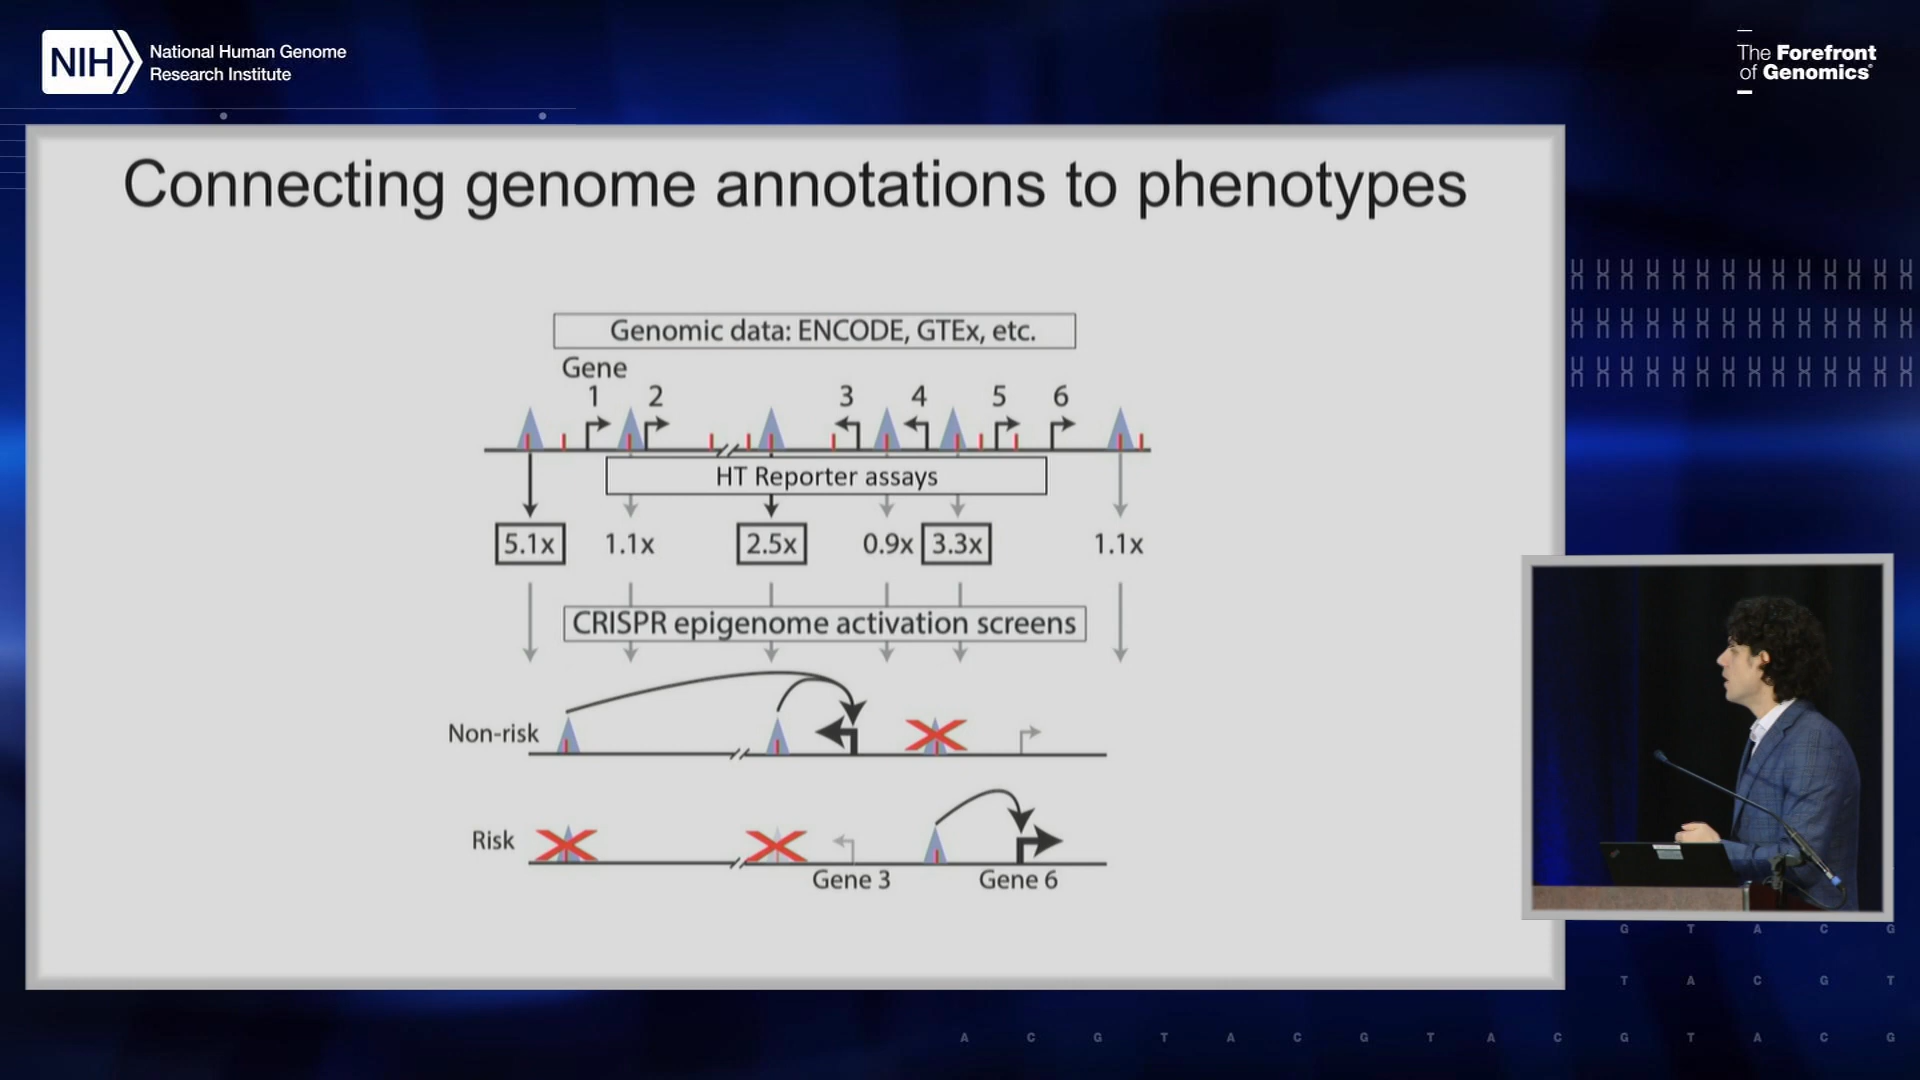 NIH
National Human Genome
Research Institute
The Forefront
of Genomics®
Connecting genome annotations to phenotypes
Genomic data: ENCODE, GTEx, etc.
Gene
1 2 3 4 5 6
HT Reporter assays
5.1x 1.1x 2.5x 0.9x 3.3x 1.1x
CRISPR epigenome activation screens
Non-risk
Risk
Gene 3 Gene 6
G T A C G
T A C G T
A C G T A C G T A C G T A C G